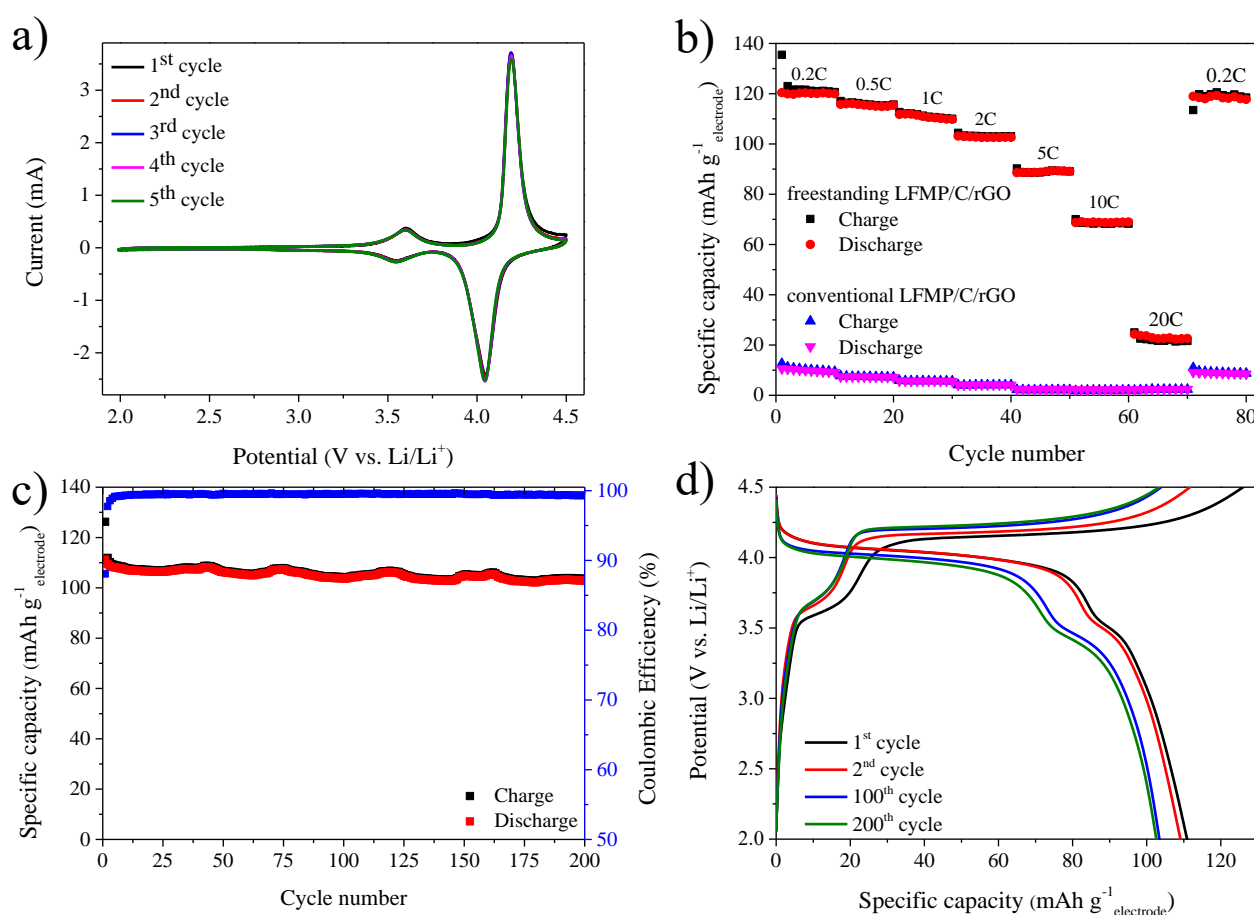 a)
1st cycle
2nd cycle
3rd cycle
4th cycle
5th cycle
3
2
1
0
-1
-2
Current (mA)
2.0 2.5 3.0 3.5 4.0 4.5
Potential (V vs. Li/Li+)
b)
140
120
100
80
60
40
20
0
Specific capacity (mAh g-1electrode)
0.2C
0.5C
1C
2C
5C
10C
20C
0.2C
freestanding LFMP/C/rGO
Charge
Discharge
conventional LFMP/C/rGO
Charge
Discharge
0 20 40 60 80
Cycle number
c)
140
120
100
80
60
40
20
0
Specific capacity (mAh g-1electrode)
100
90
80
70
60
50
Coulombic Efficiency (%)
Charge
Discharge
0 25 50 75 100 125 150 175 200
Cycle number
d)
4.5
4.0
3.5
3.0
2.5
2.0
Potential (V vs. Li/Li+)
1st cycle
2nd cycle
100th cycle
200th cycle
0 20 40 60 80 100 120
Specific capacity (mAh g-1electrode)